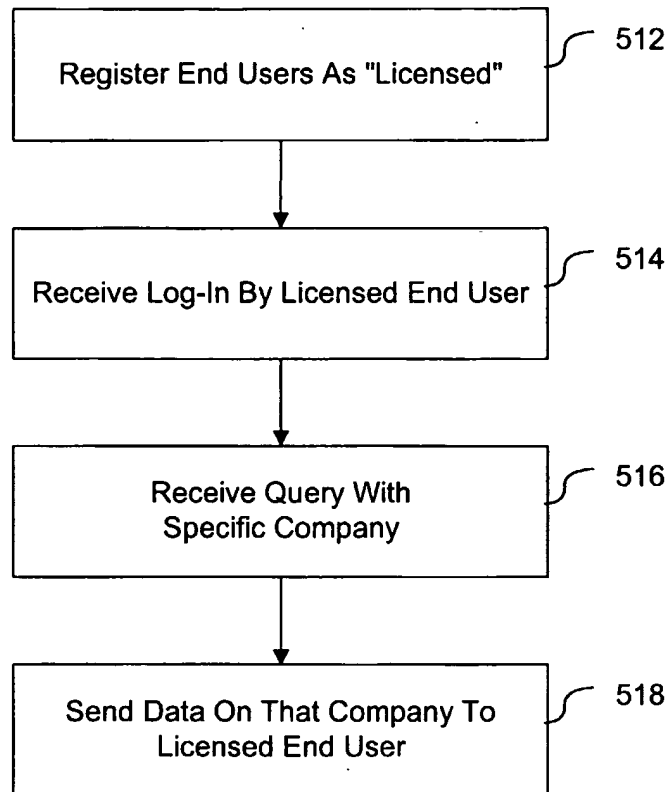 Register End Users As "Licensed"
512
Receive Log-In By Licensed End User
514
Receive Query With
Specific Company
516
Send Data On That Company To
Licensed End User
518